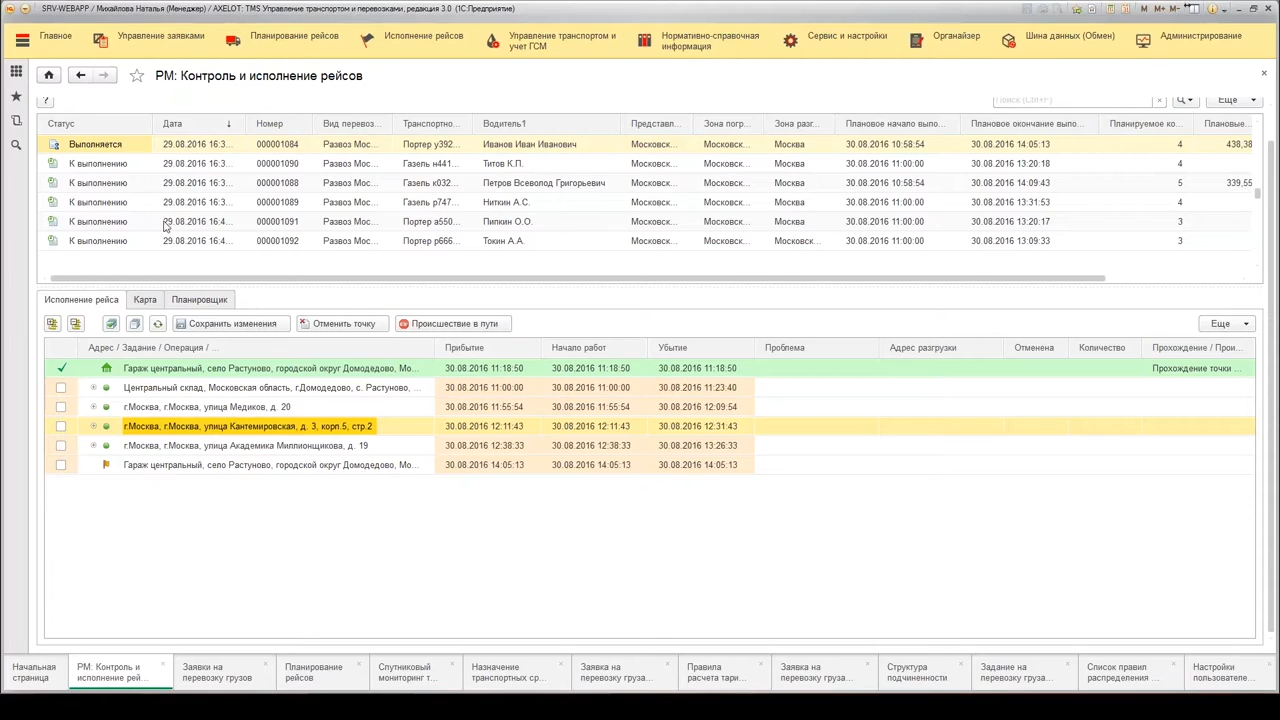 SRV-WEBAPP / Михайлова Наталья (Менеджер) / AXELOT: TMS Управление транспортом и перевозками, редакция 3.0 (1С:Предприятие)
M M+ M-
Главное
Управление заявками
Планирование рейсов
Исполнение рейсов
Управление транспортом и учет ГСМ
Нормативно-справочная информация
Сервис и настройки
Органайзер
Шина данных (Обмен)
Администрирование
РМ: Контроль и исполнение рейсов
? Поиск (Ctrl+F) Еще
Статус Дата Номер Вид перевоз... Транспортно... Водитель1 Представл... Зона погр... Зона разг... Плановое начало выпо... Плановое окончание выпо... Планируемое ко... Плановые...
Выполняется 29.08.2016 16:3... 000001084 Развоз Мос... Портер у392... Иванов Иван Иванович Московск... Московск... Москва 30.08.2016 10:58:54 30.08.2016 14:05:13 4 438,38
К выполнению 29.08.2016 16:3... 000001087 Развоз Мос... Газель н441... Титов К.П. Московск... Московск... Москва 30.08.2016 11:00:00 30.08.2016 13:20:18 4
К выполнению 29.08.2016 16:3... 000001088 Развоз Мос... Газель к032... Петров Всеволод Григорьевич Московск... Московск... Москва 30.08.2016 10:58:54 30.08.2016 14:09:43 5 339,55
К выполнению 29.08.2016 16:3... 000001089 Развоз Мос... Газель р747... Ниткин А.С. Московск... Московск... Москва 30.08.2016 11:00:00 30.08.2016 13:31:53 4
К выполнению 29.08.2016 16:4... 000001091 Развоз Мос... Портер а550... Пипкин О.О. Московск... Московск... Москва 30.08.2016 11:00:00 30.08.2016 13:20:17 3
К выполнению 29.08.2016 16:4... 000001092 Развоз Мос... Портер р666... Токин А.А. Московск... Московск... Московск... 30.08.2016 11:00:00 30.08.2016 13:09:33 3
Исполнение рейса Карта Планировщик
Сохранить изменения Отменить точку Происшествие в пути Еще
Адрес / Задание / Операция / ... Прибытие Начало работ Убытие Проблема Адрес разгрузки Отменена Количество Прохождение / Прои...
Гараж центральный, село Растуново, городской округ Домодедово, Мо... 30.08.2016 11:18:50 30.08.2016 11:18:50 30.08.2016 11:18:50 Прохождение точки ...
Центральный склад, Московская область, г.Домодедово, с. Растуново, ... 30.08.2016 11:00:00 30.08.2016 11:00:00 30.08.2016 11:23:40
г.Москва, г.Москва, улица Медиков, д. 20 30.08.2016 11:55:54 30.08.2016 11:55:54 30.08.2016 12:09:54
г.Москва, г.Москва, улица Кантемировская, д. 3, корп.5, стр.2 30.08.2016 12:11:43 30.08.2016 12:11:43 30.08.2016 12:31:43
г.Москва, г.Москва, улица Академика Миллионщикова, д. 19 30.08.2016 12:38:33 30.08.2016 12:38:33 30.08.2016 13:26:33
Гараж центральный, село Растуново, городской округ Домодедово, Мо... 30.08.2016 14:05:13 30.08.2016 14:05:13 30.08.2016 14:05:13
Начальная страница
РМ: Контроль и исполнение рей...
Заявки на перевозку грузов
Планирование рейсов
Спутниковый мониторинг т...
Назначение транспортных ср...
Заявка на перевозку груза...
Правила расчета тари...
Заявка на перевозку груза...
Структура подчиненности
Задание на перевозку груза...
Список правил распределения ...
Настройки пользователе...